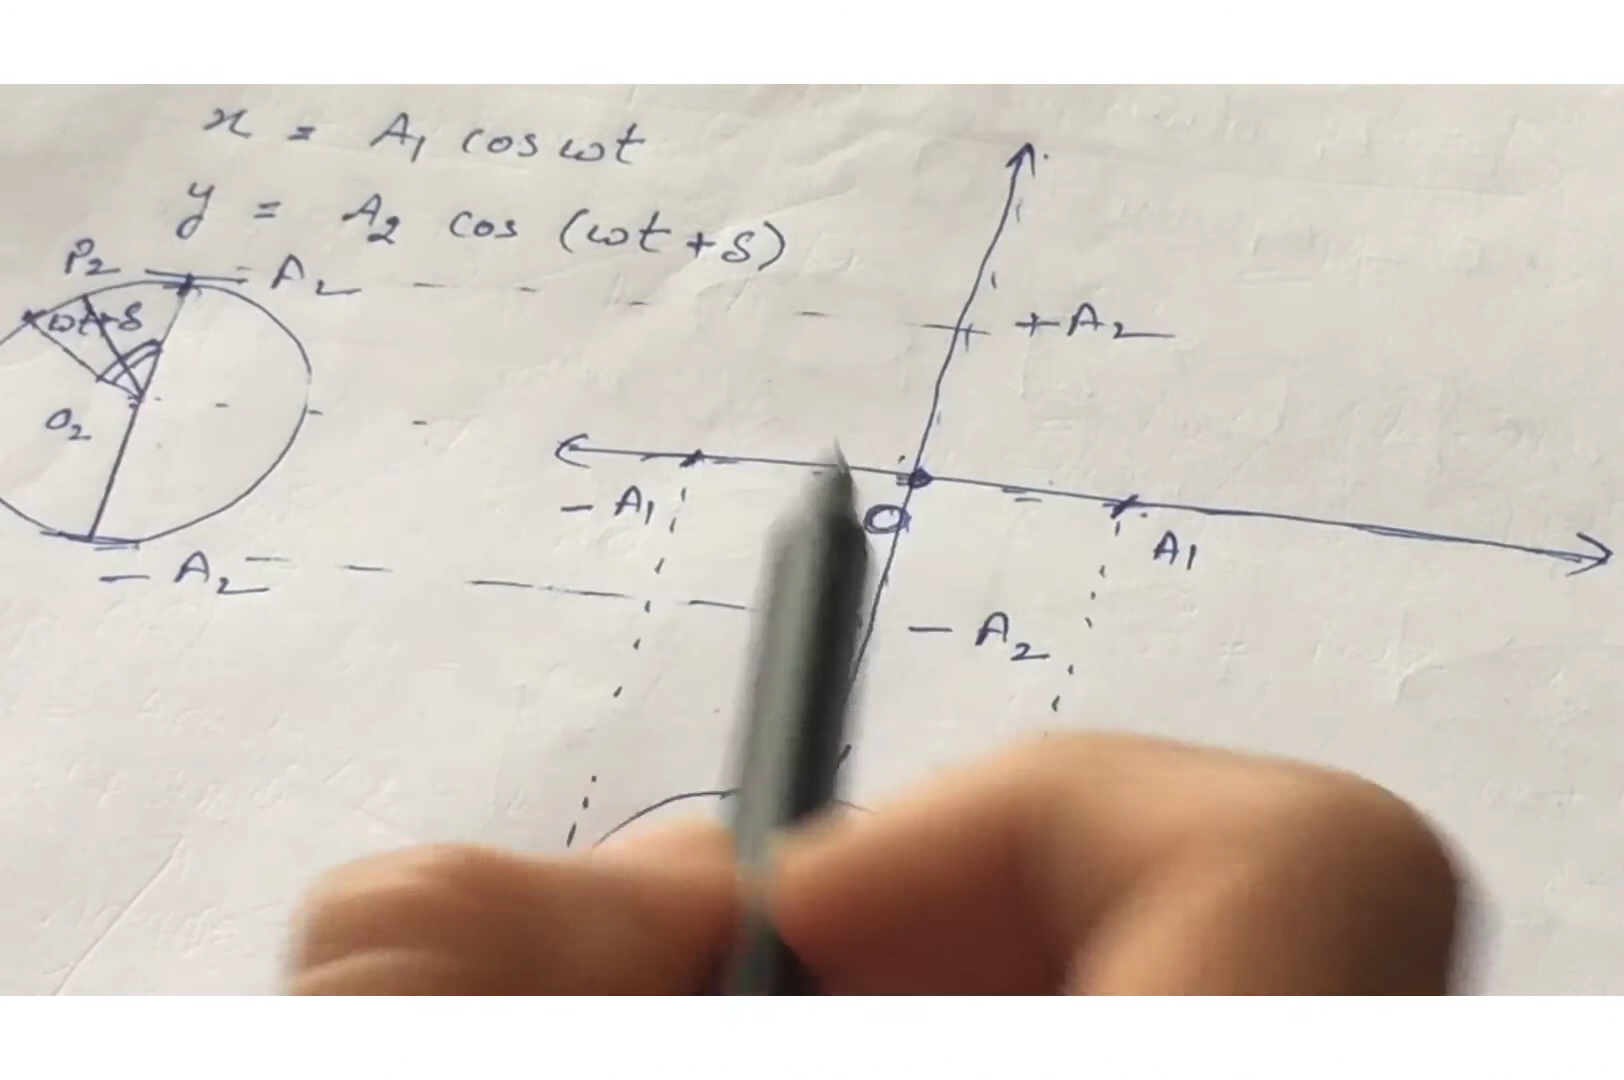 x = A₁ cos ωt
y = A₂ cos (ωt + δ)
P₂
A₂
ωt+δ
+A₂
O₂
- A₁
O
A₁
- A₂
- A₂